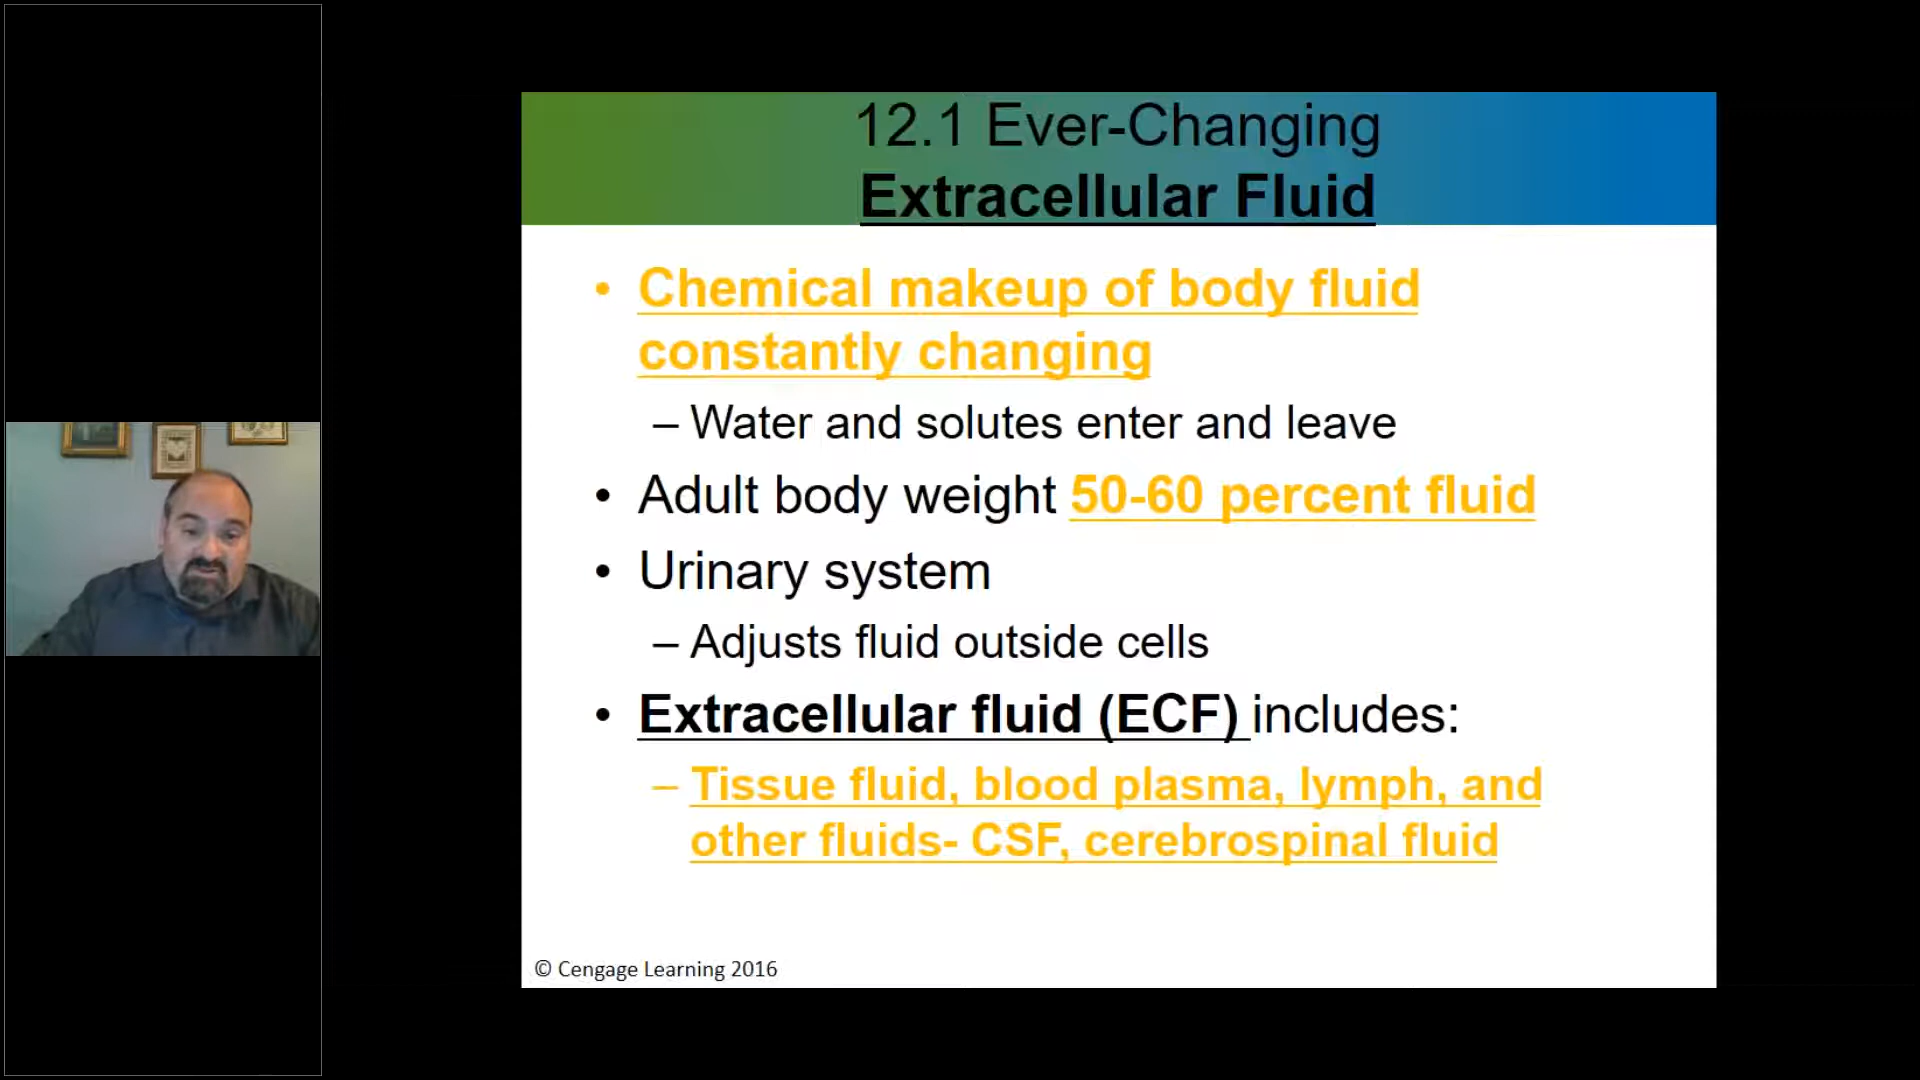 12.1 Ever-Changing
Extracellular Fluid
• Chemical makeup of body fluid
constantly changing
– Water and solutes enter and leave
• Adult body weight 50-60 percent fluid
• Urinary system
– Adjusts fluid outside cells
• Extracellular fluid (ECF) includes:
– Tissue fluid, blood plasma, lymph, and
other fluids- CSF, cerebrospinal fluid
© Cengage Learning 2016